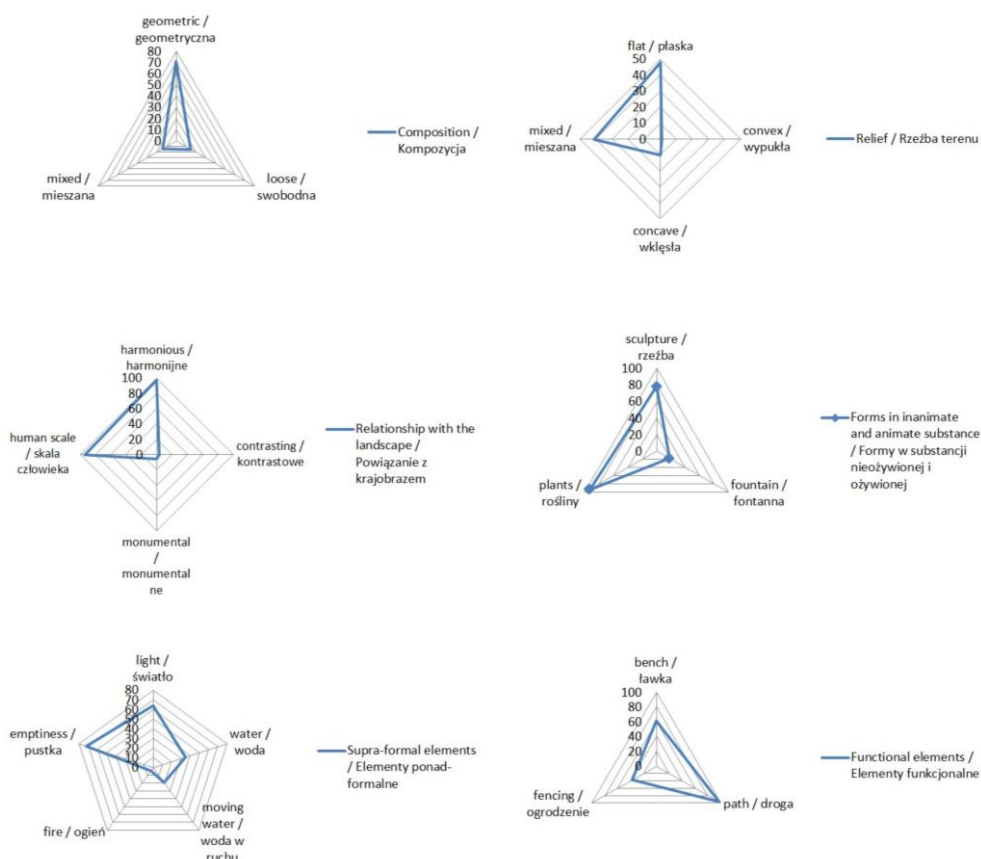 geometric /
geometryczna
80
70
60
50
40
30
20
10
0
mixed /
mieszana
loose /
swobodna
Composition /
Kompozycja
flat / płaska
50
40
30
20
10
0
mixed /
mieszana
convex /
wypukła
concave /
wklęsła
Relief / Rzeźba terenu
harmonious /
harmonijne
100
80
60
40
20
0
human scale
/ skala
człowieka
contrasting /
kontrastowe
monumental
/
monumental
ne
Relationship with the
landscape /
Powiązanie z
krajobrazem
sculpture /
rzeźba
100
80
60
40
20
0
plants /
rośliny
fountain /
fontanna
Forms in inanimate
and animate substance
/ Formy w substancji
nieożywionej i
ożywionej
light /
światło
80
70
60
50
40
30
20
10
0
emptiness /
pustka
water /
woda
fire / ogień
moving
water /
woda w
ruchu
Supra-formal elements
/ Elementy ponad-
formalne
bench /
ławka
100
80
60
40
20
0
fencing /
ogrodzenie
path / droga
Functional elements /
Elementy funkcjonalne